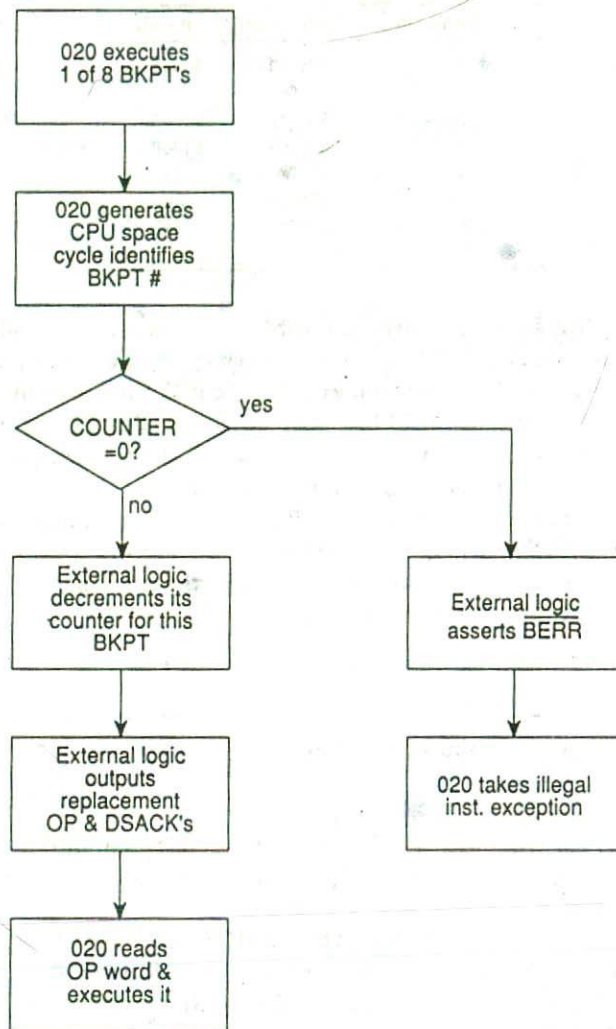 020 executes
1 of 8 BKPT's
020 generates
CPU space
cycle identifies
BKPT #
COUNTER
=0?
yes
no
External logic
decrements its
counter for this
BKPT
External logic
asserts BERR
External logic
outputs
replacement
OP & DSACK's
020 takes illegal
inst. exception
020 reads
OP word &
executes it